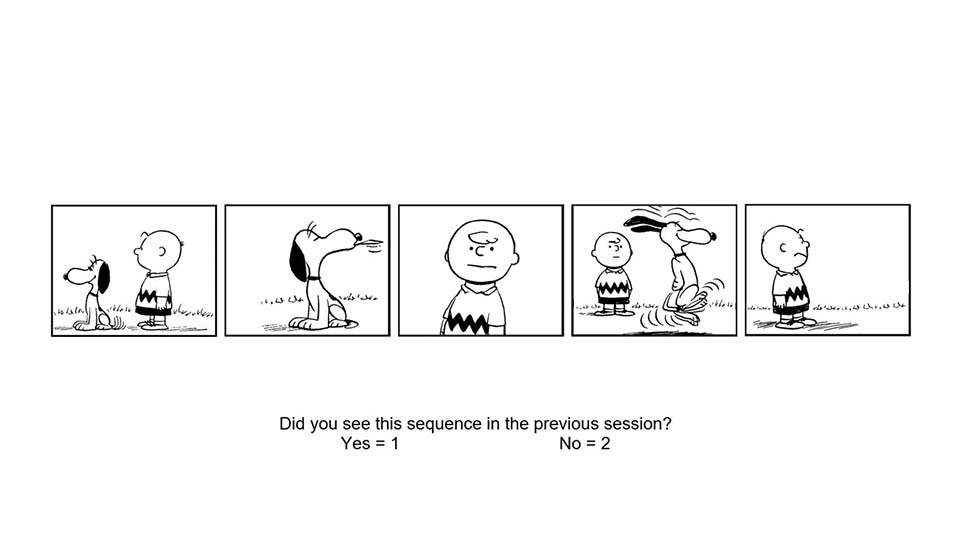 Did you see this sequence in the previous session?
Yes = 1 No = 2